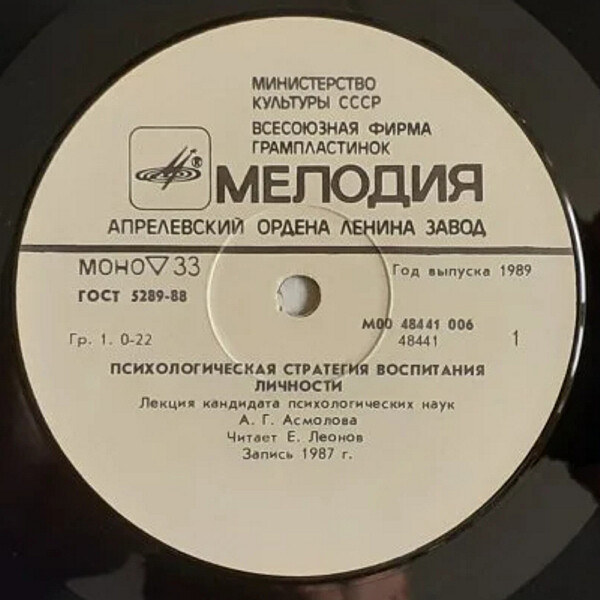 МИНИСТЕРСТВО
КУЛЬТУРЫ СССР
ВСЕСОЮЗНАЯ ФИРМА
ГРАМПЛАСТИНОК
®
МЕЛОДИЯ
АПРЕЛЕВСКИЙ ОРДЕНА ЛЕНИНА ЗАВОД
МОНО▽33
Год выпуска 1989
ГОСТ 5289-88
М00 48441 006
Гр. 1. 0-22
48441
1
ПСИХОЛОГИЧЕСКАЯ СТРАТЕГИЯ ВОСПИТАНИЯ
ЛИЧНОСТИ
Лекция кандидата психологических наук
А. Г. Асмолова
Читает Е. Леонов
Запись 1987 г.